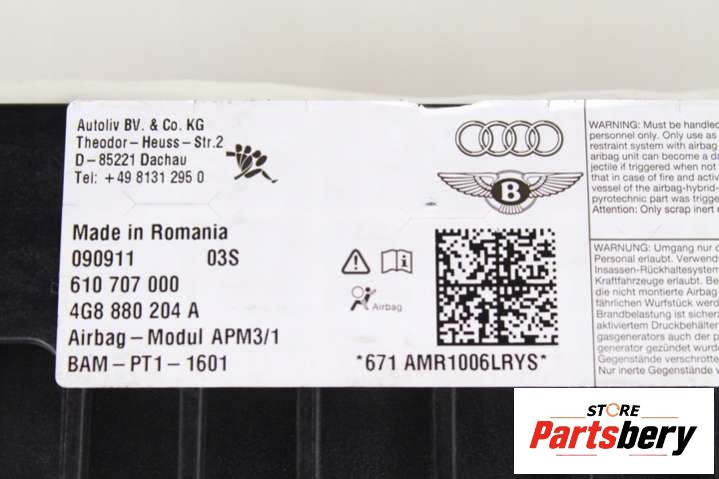 Autoliv BV. & Co. KG
Theodor-Heuss-Str.2
D-85221 Dachau
Tel: +49 8131 295 0
Made in Romania
090911 03S
610 707 000
4G8 880 204 A
Airbag-Modul APM3/1
BAM-PT1-1601
B
Airbag
*671 AMR1006LRYS*
WARNING: Must be handled
personnel only. Only use as
restraint system with airbag
airbag unit can become a da
jectile if triggered when not
that in case of fire and activ
vessel of the airbag-hybrid-
pyrotechnic part was trigge
Attention: Only scrap inert
WARNUNG: Umgang nur d
Personal erlaubt. Verwend
Insassen-Rückhaltesystem
Kraftfahrzeuge erlaubt. Be
die nicht montierte Airbag-
fährlichen Wurfstück werde
Brandbelastung ist sicherz
aktiviertem Druckbehälter
gasgenerators auch der p
generator gezündet wurd
Gegenstände verschrotte
Nur inerte Gegenstände v
STORE
Partsbery